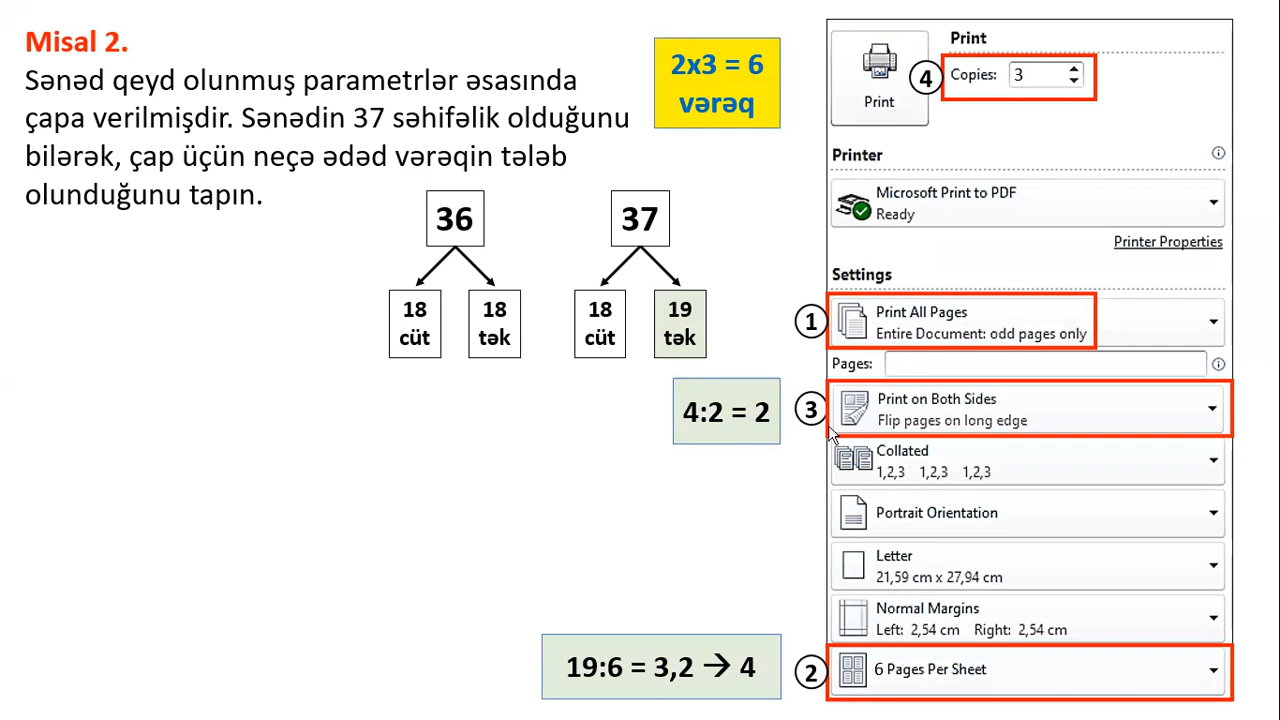 Misal 2.
Sənəd qeyd olunmuş parametrlər əsasında
çapa verilmişdir. Sənədin 37 səhifəlik olduğunu
bilərək, çap üçün neçə ədəd vərəqin tələb
olunduğunu tapın.
2x3 = 6
vərəq
36
37
18
cüt
18
tək
18
cüt
19
tək
4:2 = 2
19:6 = 3,2 → 4
Print
Print
4
Copies: 3
Printer
Microsoft Print to PDF
Ready
Printer Properties
Settings
1
Print All Pages
Entire Document: odd pages only
Pages:
3
Print on Both Sides
Flip pages on long edge
Collated
1,2,3 1,2,3 1,2,3
Portrait Orientation
Letter
21,59 cm x 27,94 cm
Normal Margins
Left: 2,54 cm Right: 2,54 cm
2
6 Pages Per Sheet